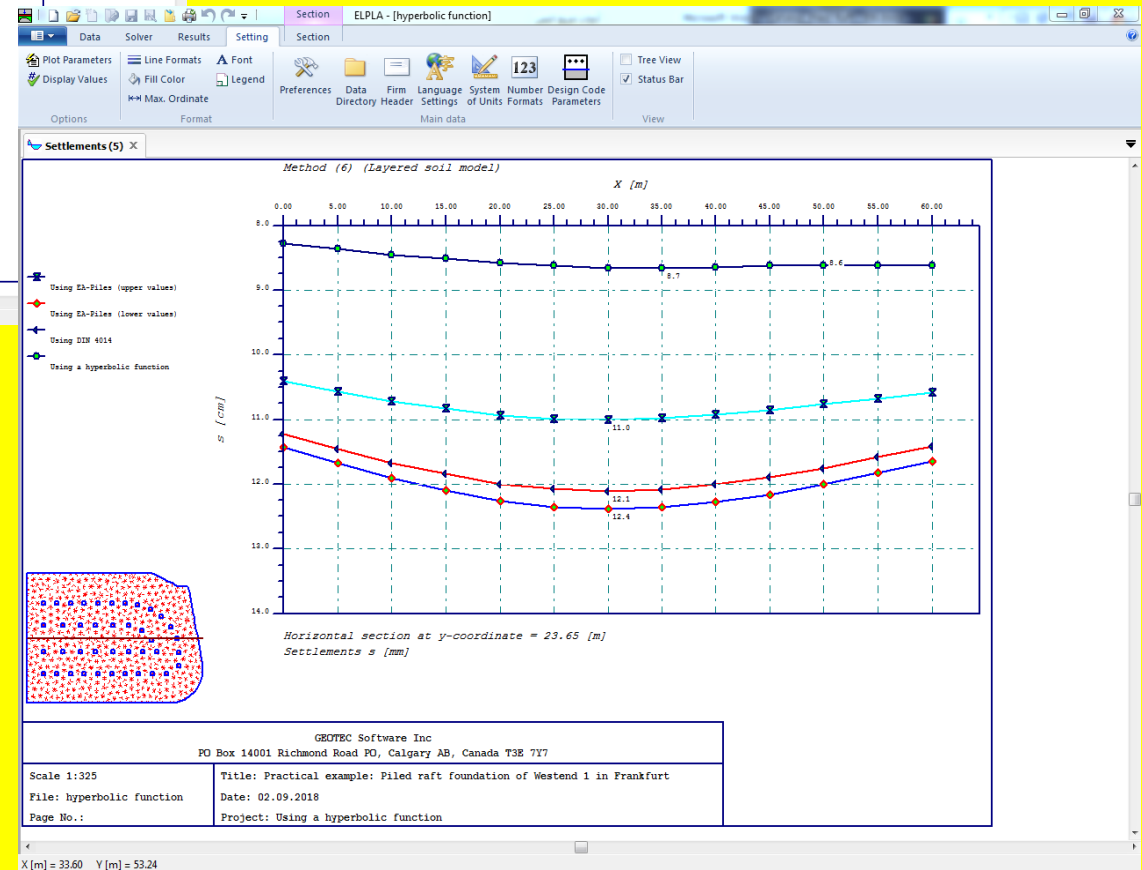 Section
ELPLA - [hyperbolic function]
Data Solver Results Setting Section
Plot Parameters
Display Values
Options
Line Formats
Fill Color
Max. Ordinate
Font
Legend
Format
Preferences
Data Directory
Firm Header
Language Settings
System of Units
123
Number Formats
Design Code Parameters
Main data
Tree View
Status Bar
View
Settlements (5) X
Method (6) (Layered soil model)
X [m]
0.00 5.00 10.00 15.00 20.00 25.00 30.00 35.00 40.00 45.00 50.00 55.00 60.00
8.0
8.6
8.7
Using EA-Piles (upper values)
9.0
Using EA-Piles (lower values)
Using DIN 4014
10.0
Using a hyperbolic function
s [cm]
11.0
11.0
12.0
12.1
12.4
13.0
14.0
Horizontal section at y-coordinate = 23.65 [m]
Settlements s [mm]
GEOTEC Software Inc
PO Box 14001 Richmond Road PO, Calgary AB, Canada T3E 7Y7
Scale 1:325
File: hyperbolic function
Page No.:
Title: Practical example: Piled raft foundation of Westend 1 in Frankfurt
Date: 02.09.2018
Project: Using a hyperbolic function
X [m] = 33.60 Y [m] = 53.24